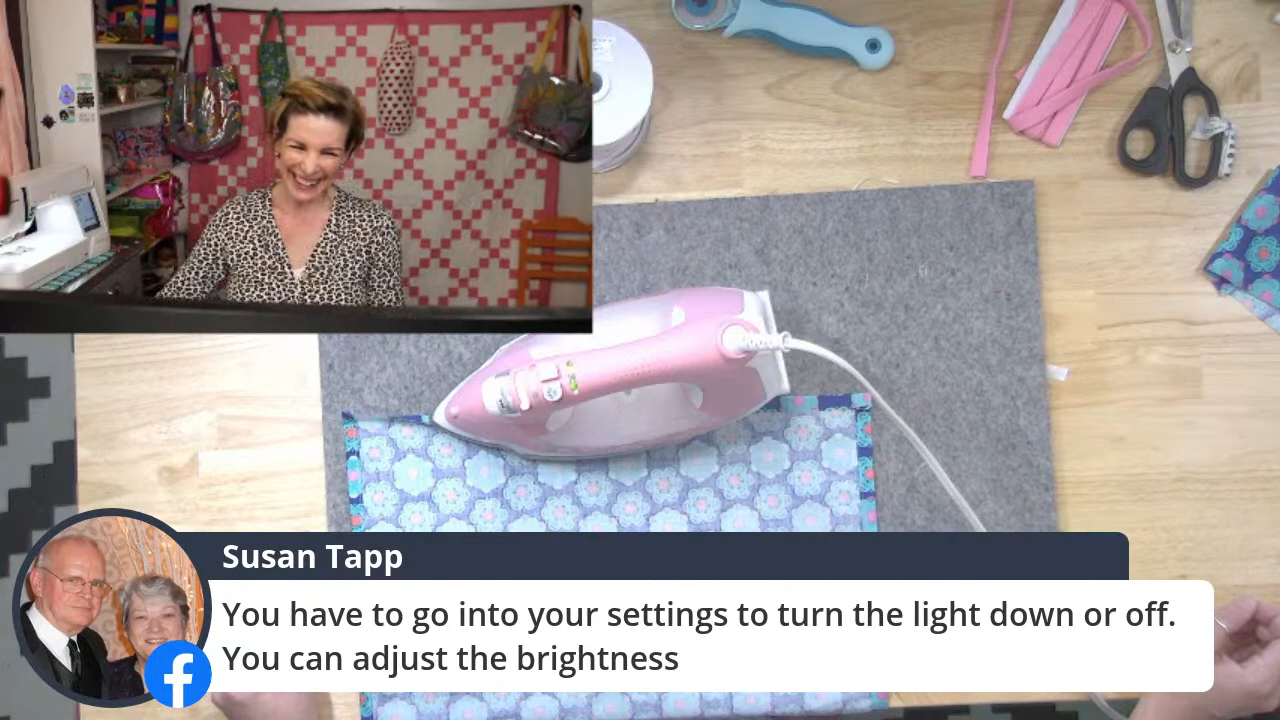 Susan Tapp
You have to go into your settings to turn the light down or off.
You can adjust the brightness